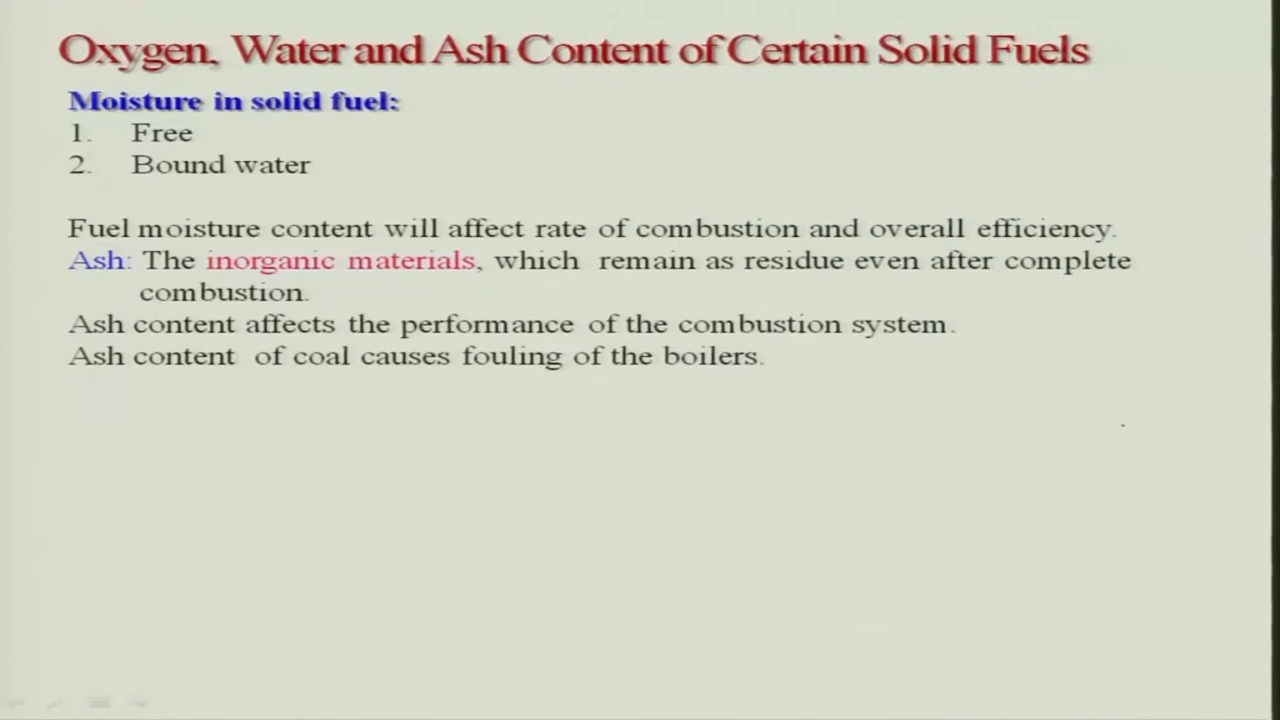 Oxygen, Water and Ash Content of Certain Solid Fuels
Moisture in solid fuel:
1. Free
2. Bound water
Fuel moisture content will affect rate of combustion and overall efficiency.
Ash: The inorganic materials, which remain as residue even after complete
combustion.
Ash content affects the performance of the combustion system.
Ash content of coal causes fouling of the boilers.